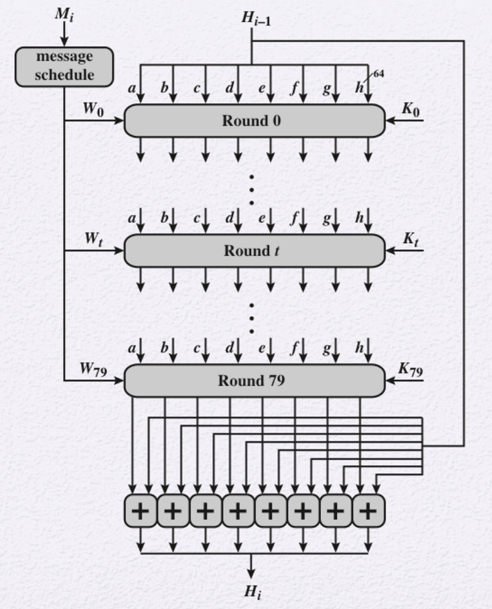 M_i
H_{i–1}
message
schedule
a b c d e f g h 64
W_0 Round 0 K_0
a b c d e f g h
W_t Round t K_t
a b c d e f g h
W_79 Round 79 K_79
+ + + + + + + +
H_i